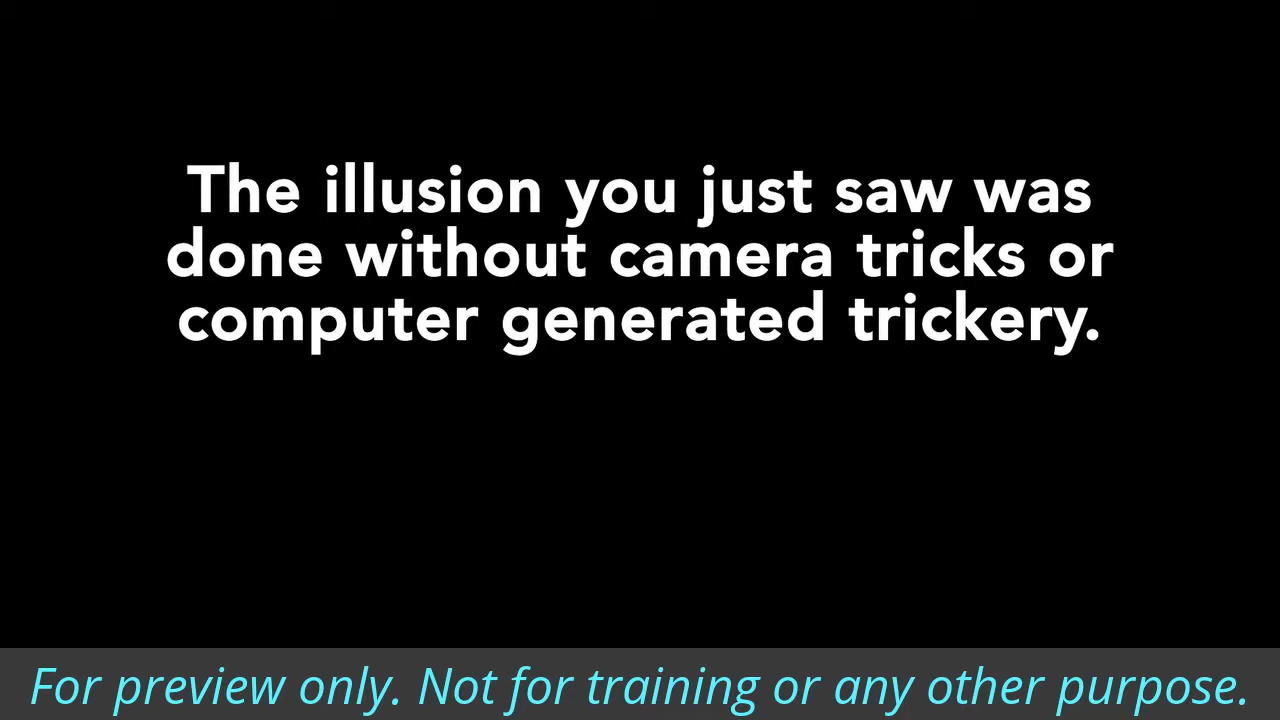 The illusion you just saw was
done without camera tricks or
computer generated trickery.
For preview only. Not for training or any other purpose.